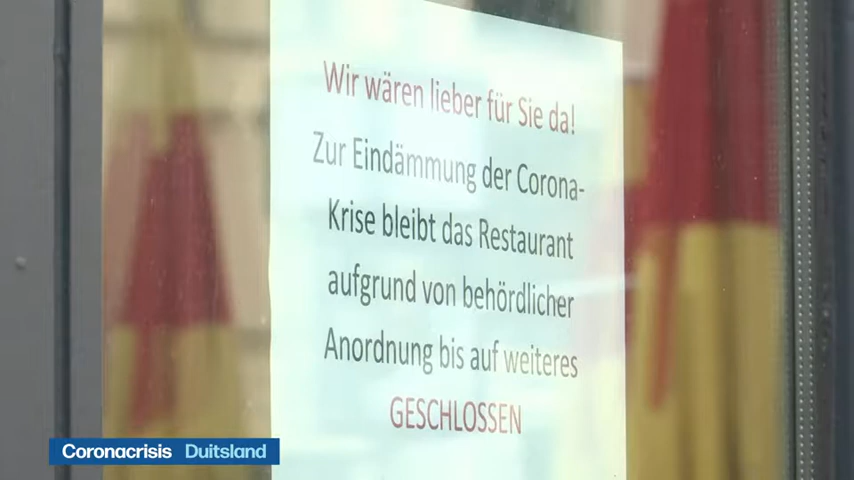 Wir wären lieber für Sie da!
Zur Eindämmung der Corona-
Krise bleibt das Restaurant
aufgrund von behördlicher
Anordnung bis auf weiteres
GESCHLOSSEN
Coronacrisis Duitsland